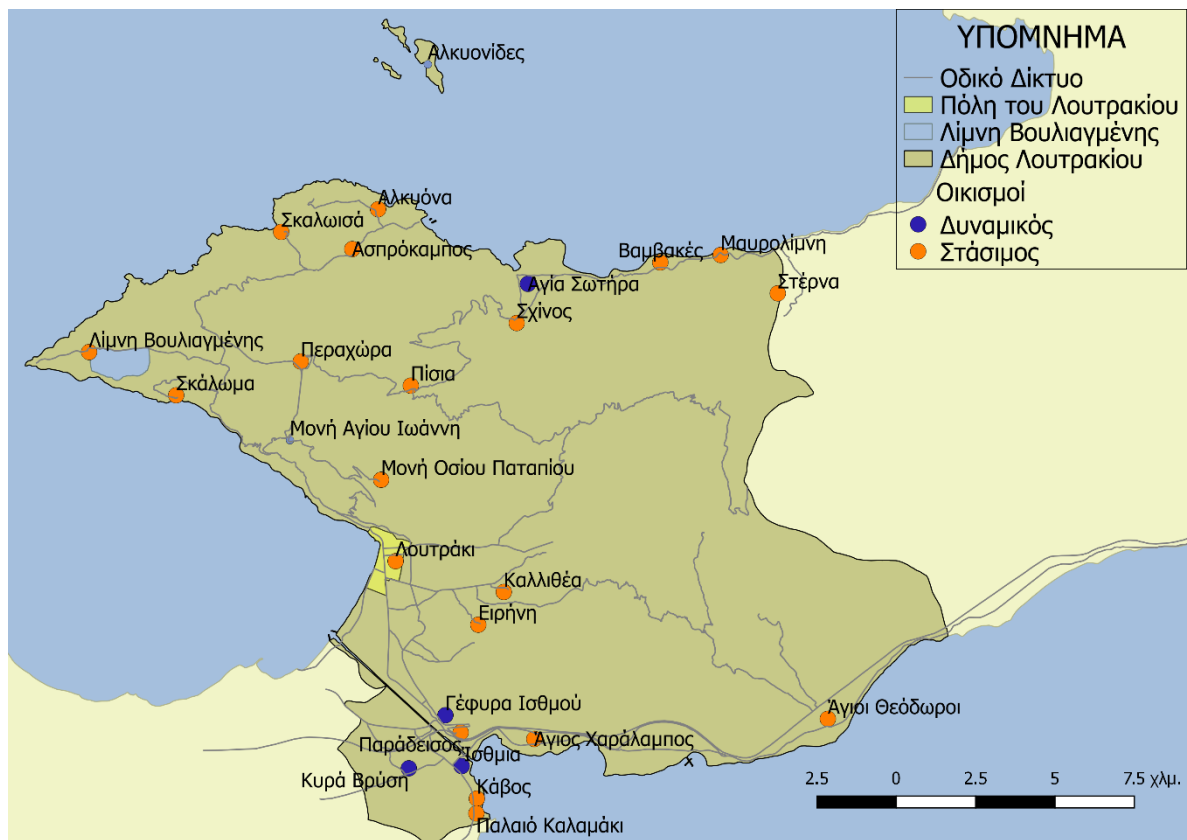 Αλκυονίδες
ΥΠΟΜΝΗΜΑ
Οδικό Δίκτυο
Πόλη του Λουτρακίου
Λίμνη Βουλιαγμένης
Δήμος Λουτρακίου
Οικισμοί
Δυναμικός
Στάσιμος
Αλκυόνα
Σκαλωισά
Ασπρόκαμπος
Βαμβακές
Μαυρολίμνη
Αγία Σωτήρα
Στέρνα
Σχίνος
Λίμνη Βουλιαγμένης
Περαχώρα
Πίσια
Σκάλωμα
Μονή Αγίου Ιωάννη
Μονή Οσίου Παταπίου
Λουτράκι
Καλλιθέα
Ειρήνη
Γέφυρα Ισθμού
Άγιοι Θεόδωροι
Παράδεισος
Άγιος Χαράλαμπος
Ίσθμια
Κυρά Βρύση
Κάβος
Παλαιό Καλαμάκι
2.5 0 2.5 5 7.5 χλμ.